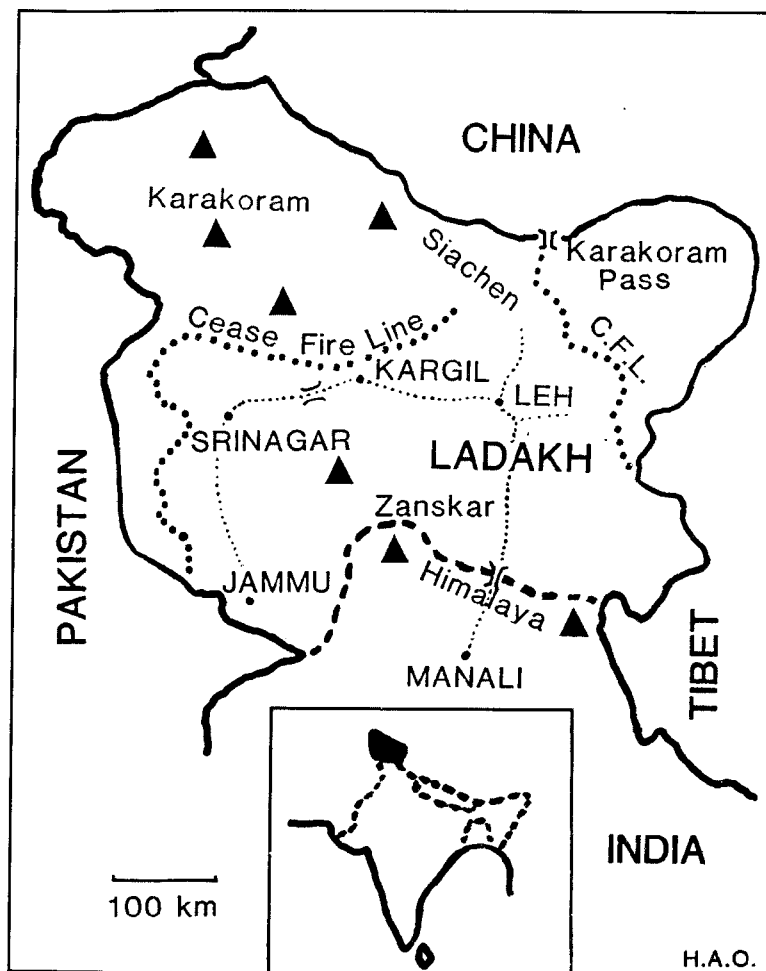 CHINA
Karakoram
Siachen
Karakoram
Pass
Cease Fire Line
C.F.L.
KARGIL
LEH
SRINAGAR
LADAKH
Zanskar
PAKISTAN
JAMMU
Himalaya
TIBET
MANALI
INDIA
100 km
H.A.O.